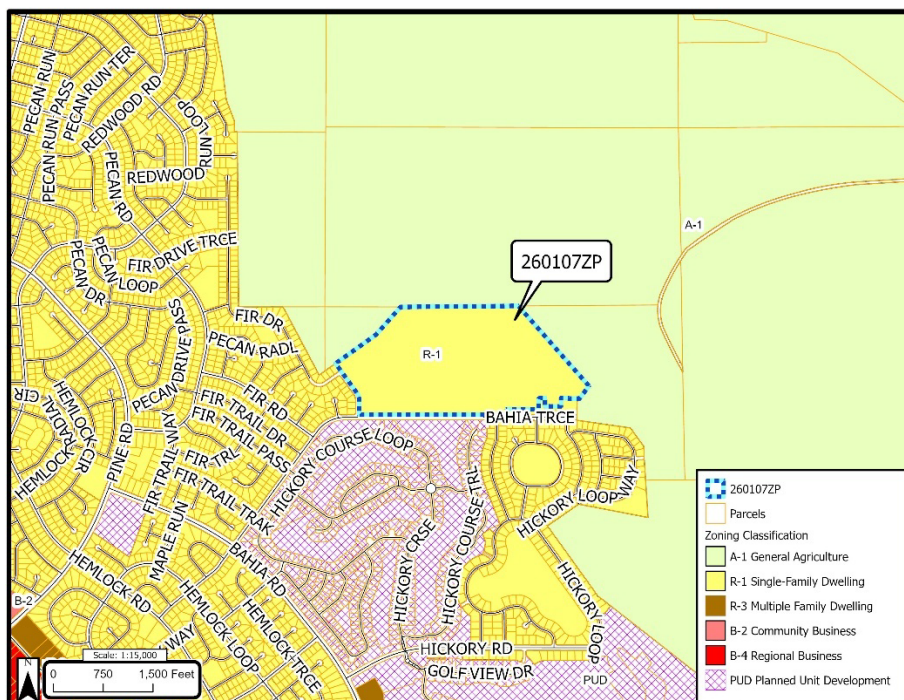 PECAN RUN
PECAN RUN PASS
PECAN RUN TER
REDWOOD RD
RUN LOOP
PECAN RD
REDWOOD
FIR DRIVE TRCE
PECAN LOOP
PECAN DR
PECAN DRIVE PASS
FIR DR
PECAN RADL
A-1
260107ZP
R-1
FIR RD
FIR TRAIL DR
FIR TRAIL PASS
FIR TRL
FIR TRAIL WAY
FIR TRAIL TRAK
CIR
HEMLOCK RADIAL
HEMLOCK CIR
PINE RD
MAPLE RUN
HEMLOCK RD
B-2
WAY
HEMLOCK LOOP
HEMLOCK TRCE
BAHIA RD
BAHIA TRCE
HICKORY COURSE LOOP
HICKORY CRSE
HICKORY COURSE TRL
HICKORY LOOP WAY
HICKORY LOOP
HICKORY RD
GOLF VIEW DR
PUD
260107ZP
Parcels
Zoning Classification
A-1 General Agriculture
R-1 Single-Family Dwelling
R-3 Multiple Family Dwelling
B-2 Community Business
B-4 Regional Business
PUD Planned Unit Development
N
Scale: 1:15,000
0 750 1,500 Feet